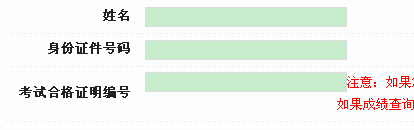 姓名
身份证件号码
考试合格证明编号
注意：如果
如果成绩查询